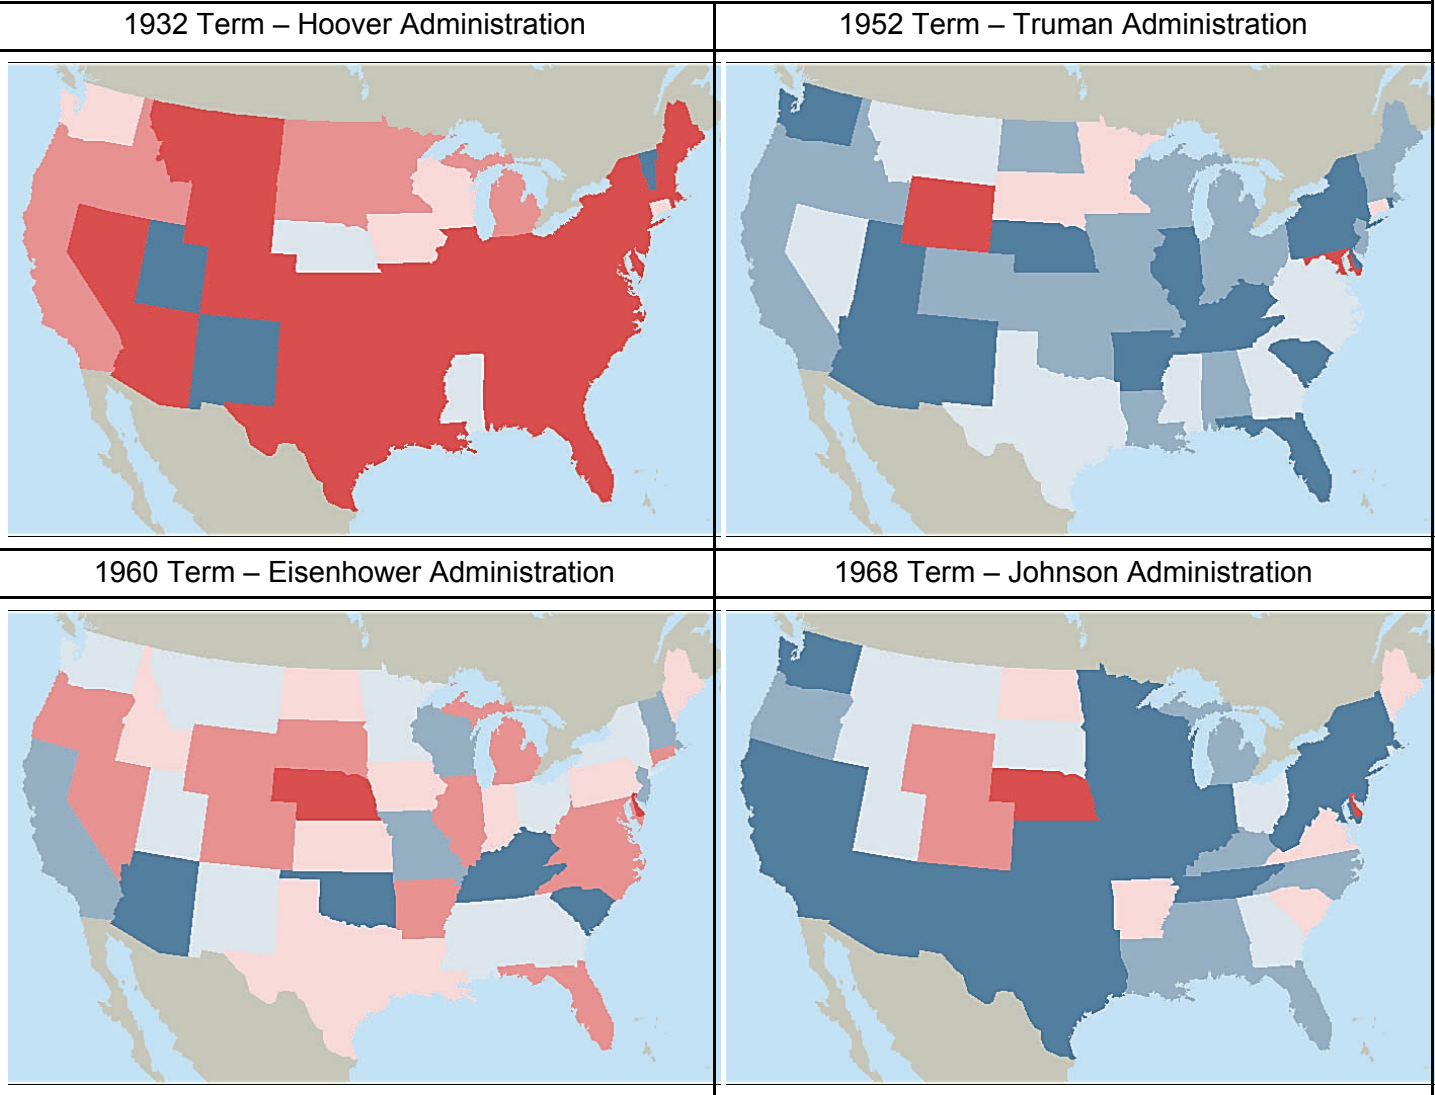 1932 Term – Hoover Administration
1952 Term – Truman Administration
1960 Term – Eisenhower Administration
1968 Term – Johnson Administration